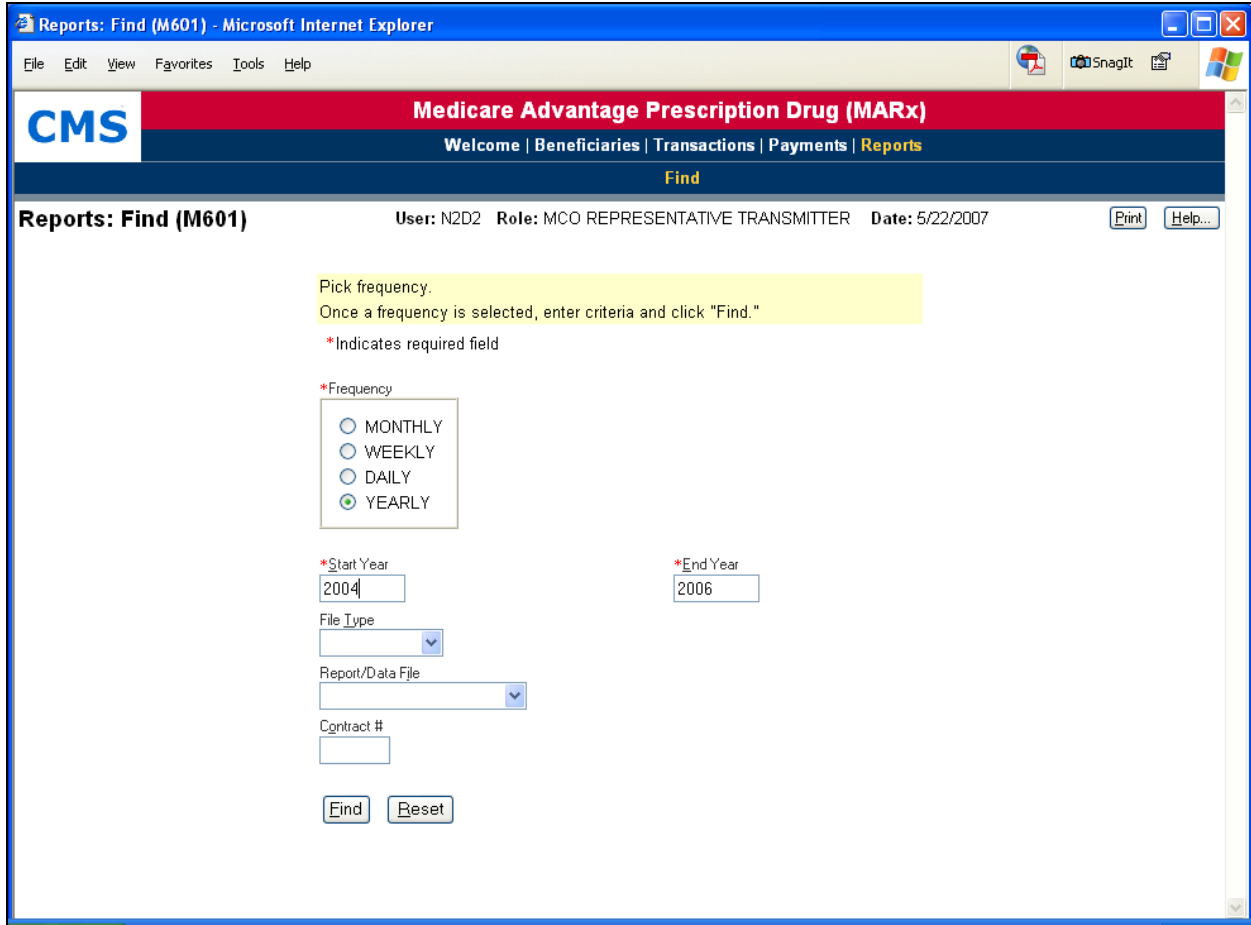 Reports: Find (M601) - Microsoft Internet Explorer
File Edit View Favorites Tools Help SnagIt
CMS
Medicare Advantage Prescription Drug (MARx)
Welcome | Beneficiaries | Transactions | Payments | Reports
Find
Reports: Find (M601) User: N2D2 Role: MCO REPRESENTATIVE TRANSMITTER Date: 5/22/2007 Print Help...
Pick frequency.
Once a frequency is selected, enter criteria and click "Find."
*Indicates required field
*Frequency
MONTHLY
WEEKLY
DAILY
YEARLY
*Start Year *End Year
2004 2006
File Type
Report/Data File
Contract #
Find Reset